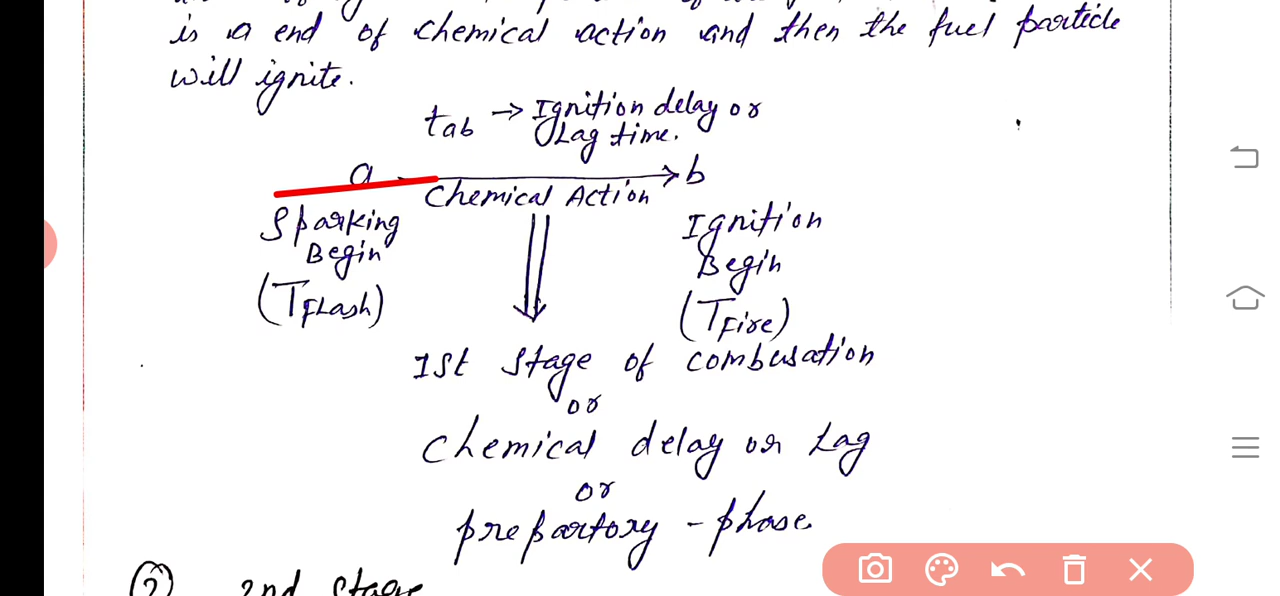 is a end of chemical action and then the fuel particle
will ignite.
tab → Ignition delay or
Lag time.
a → b
Chemical Action
Sparking
Begin
(TFLash)
Ignition
Begin
(TFire)
1st stage of combusation
or
chemical delay or Lag
or
prepartory - phase
(2) 2nd stage